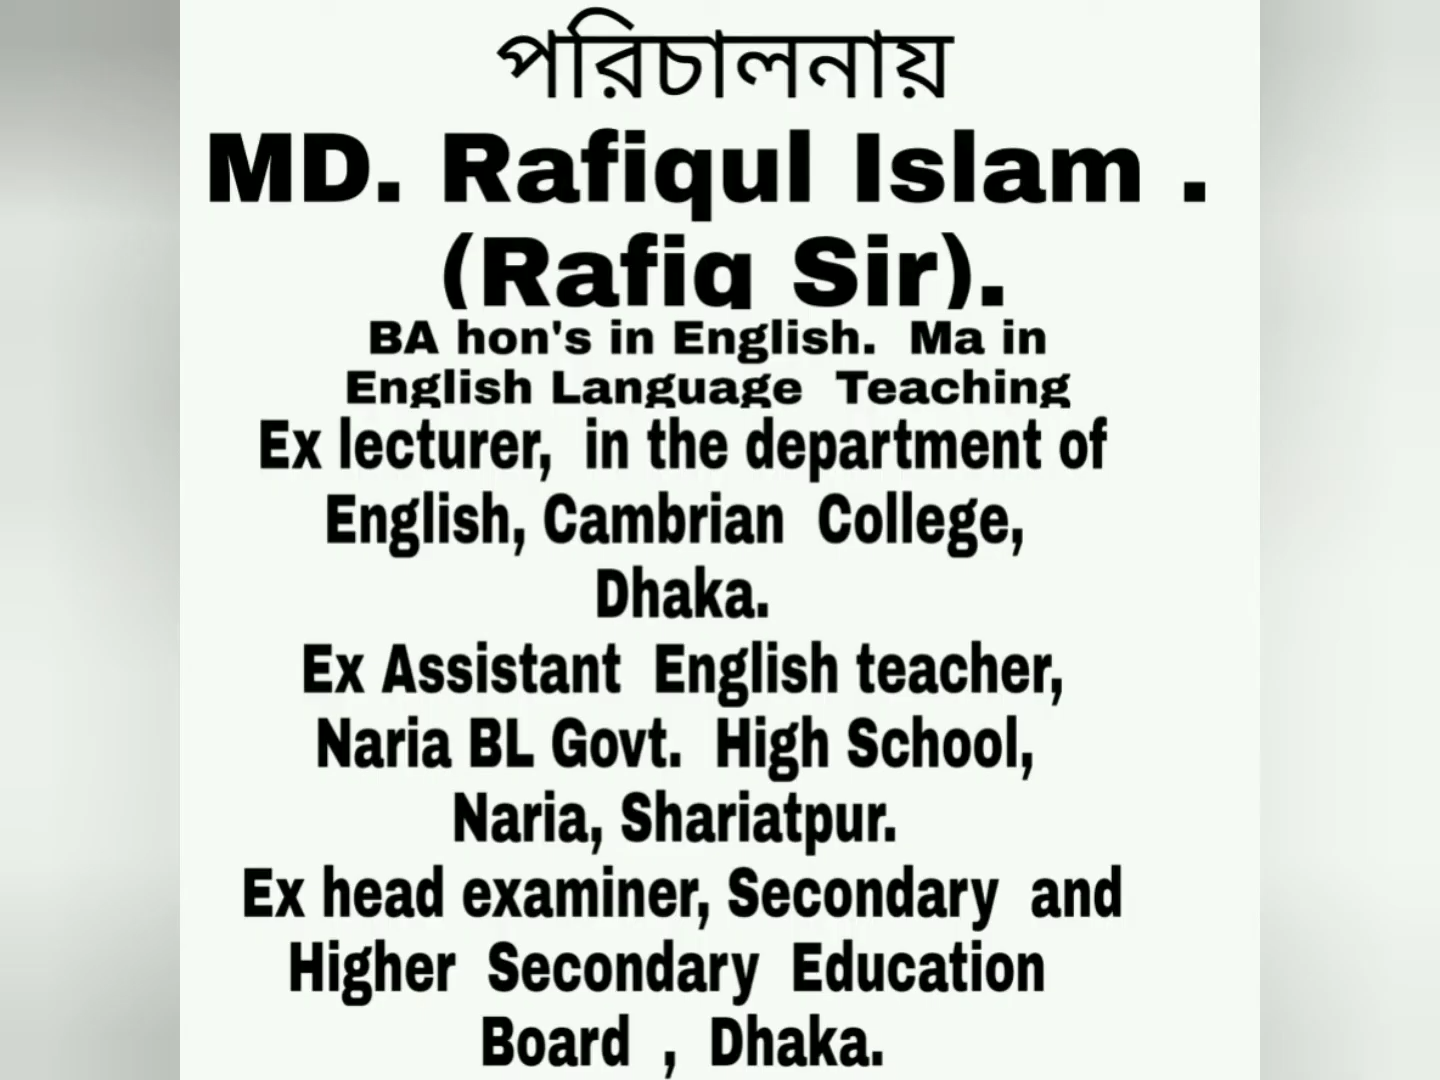 পরিচালনায়
MD. Rafiqul Islam .
(Rafiq Sir).
BA hon's in English. Ma in
English Language Teaching
Ex lecturer, in the department of
English, Cambrian College,
Dhaka.
Ex Assistant English teacher,
Naria BL Govt. High School,
Naria, Shariatpur.
Ex head examiner, Secondary and
Higher Secondary Education
Board , Dhaka.